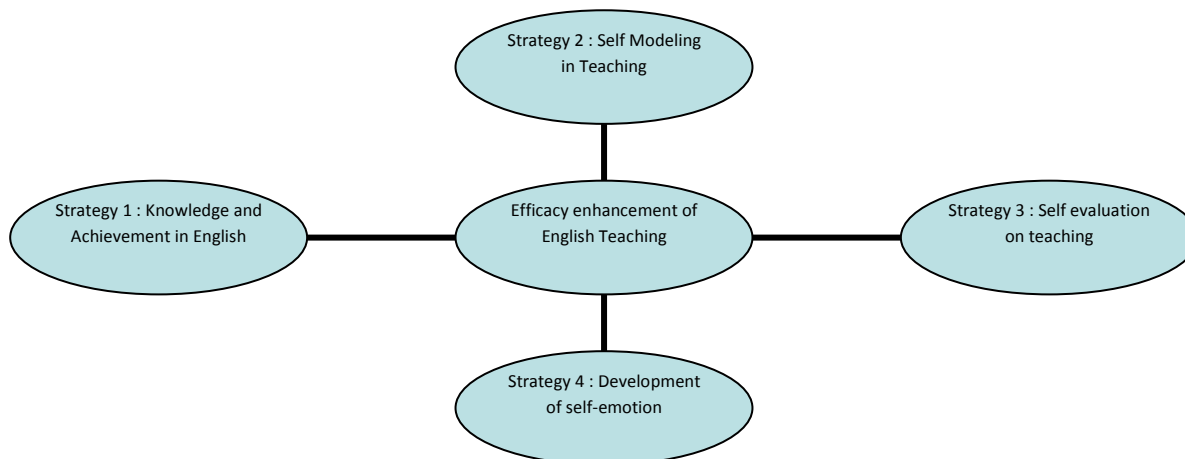 Strategy 2 : Self Modeling
in Teaching
Strategy 1 : Knowledge and
Achievement in English
Efficacy enhancement of
English Teaching
Strategy 3 : Self evaluation
on teaching
Strategy 4 : Development
of self-emotion